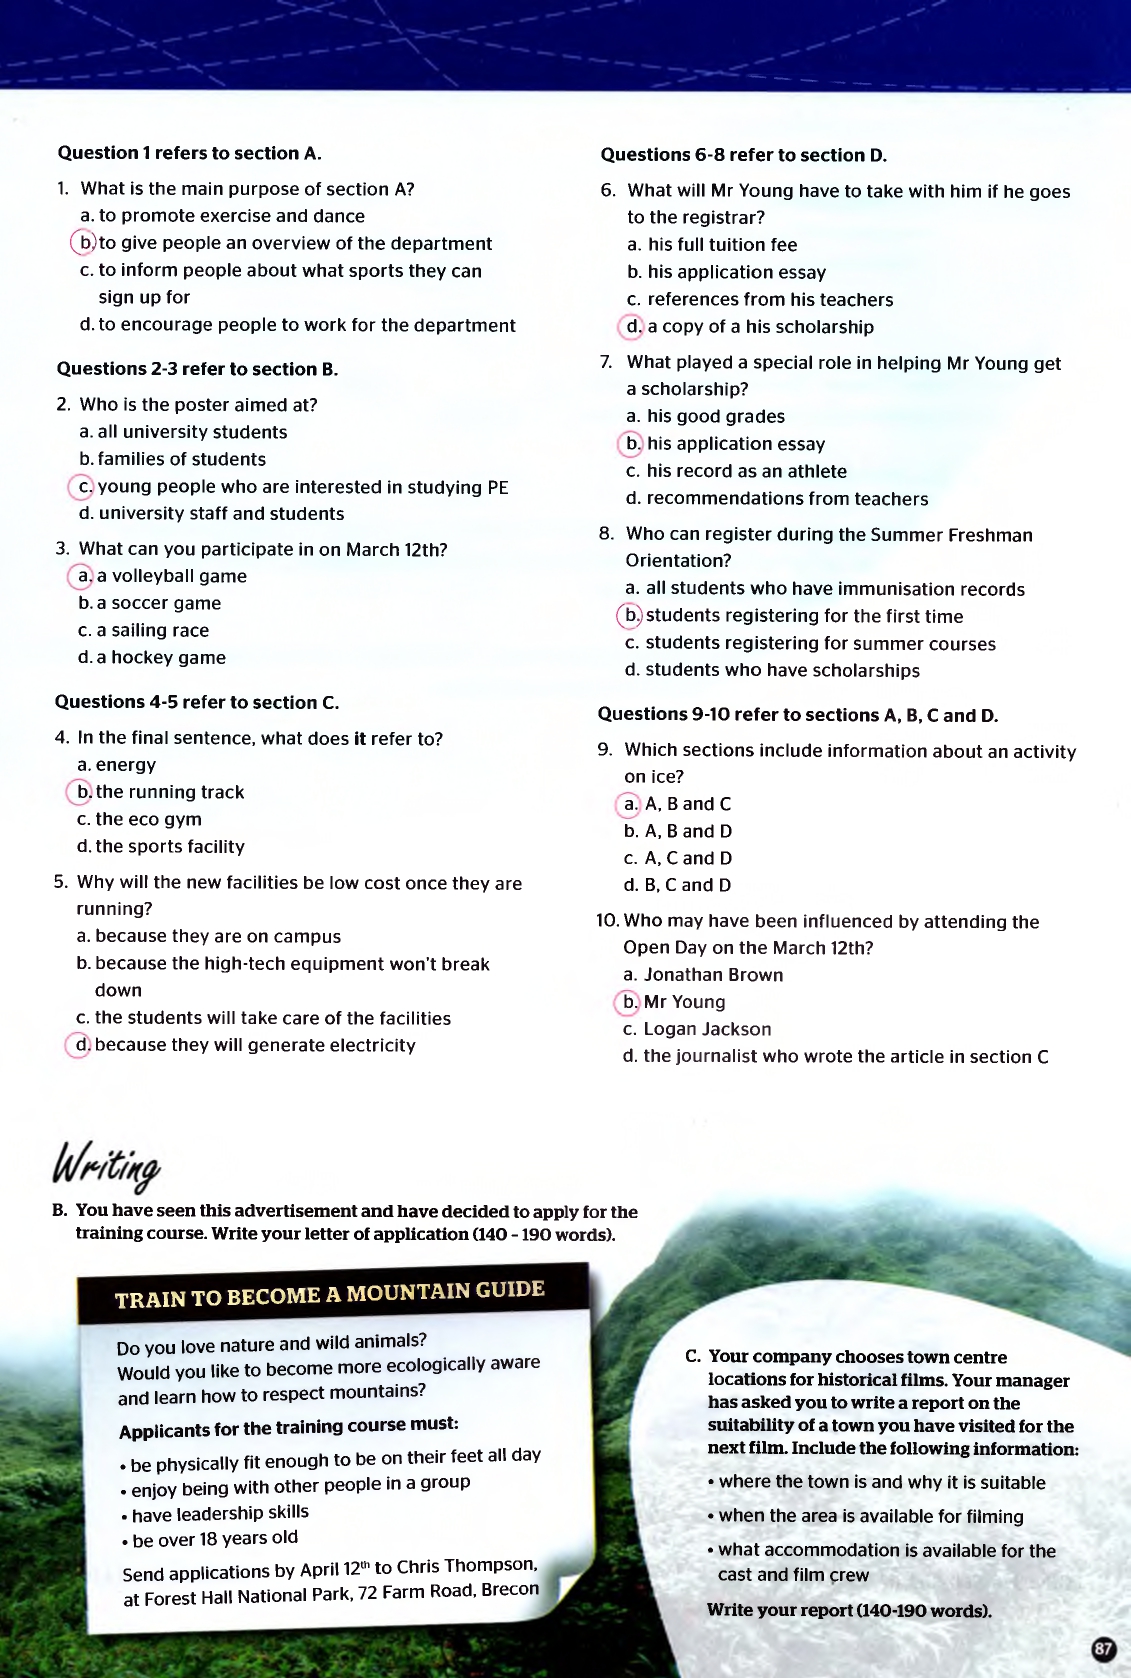 Question 1 refers to section A.
1. What is the main purpose of section A?
a. to promote exercise and dance
b. to give people an overview of the department
c. to inform people about what sports they can
sign up for
d. to encourage people to work for the department
Questions 2-3 refer to section B.
2. Who is the poster aimed at?
a. all university students
b. families of students
c. young people who are interested in studying PE
d. university staff and students
3. What can you participate in on March 12th?
a. a volleyball game
b. a soccer game
c. a sailing race
d. a hockey game
Questions 4-5 refer to section C.
4. In the final sentence, what does it refer to?
a. energy
b. the running track
c. the eco gym
d. the sports facility
5. Why will the new facilities be low cost once they are
running?
a. because they are on campus
b. because the high-tech equipment won't break
down
c. the students will take care of the facilities
d. because they will generate electricity
Questions 6-8 refer to section D.
6. What will Mr Young have to take with him if he goes
to the registrar?
a. his full tuition fee
b. his application essay
c. references from his teachers
d. a copy of a his scholarship
7. What played a special role in helping Mr Young get
a scholarship?
a. his good grades
b. his application essay
c. his record as an athlete
d. recommendations from teachers
8. Who can register during the Summer Freshman
Orientation?
a. all students who have immunisation records
b. students registering for the first time
c. students registering for summer courses
d. students who have scholarships
Questions 9-10 refer to sections A, B, C and D.
9. Which sections include information about an activity
on ice?
a. A, B and C
b. A, B and D
c. A, C and D
d. B, C and D
10. Who may have been influenced by attending the
Open Day on the March 12th?
a. Jonathan Brown
b. Mr Young
c. Logan Jackson
d. the journalist who wrote the article in section C
Writing
B. You have seen this advertisement and have decided to apply for the
training course. Write your letter of application (140 - 190 words).
TRAIN TO BECOME A MOUNTAIN GUIDE
Do you love nature and wild animals?
Would you like to become more ecologically aware
and learn how to respect mountains?
Applicants for the training course must:
• be physically fit enough to be on their feet all day
• enjoy being with other people in a group
• have leadership skills
• be over 18 years old
Send applications by April 12th to Chris Thompson,
at Forest Hall National Park, 72 Farm Road, Brecon
C. Your company chooses town centre
locations for historical films. Your manager
has asked you to write a report on the
suitability of a town you have visited for the
next film. Include the following information:
• where the town is and why it is suitable
• when the area is available for filming
• what accommodation is available for the
cast and film crew
Write your report (140-190 words).
87